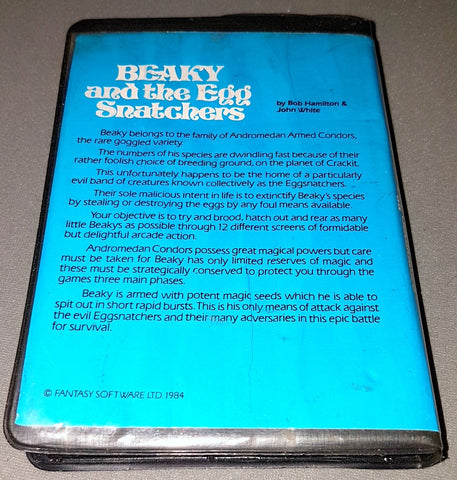 BEAKY
and the Egg
Snatchers
by Bob Hamilton &
John White
Beaky belongs to the family of Andromedan Armed Condors,
the rare goggled variety.
The numbers of his species are dwindling fast because of their
rather foolish choice of breeding ground, on the planet of Crackit.
This unfortunately happens to be the home of a particularly
evil band of creatures known collectively as the Eggsnatchers.
Their sole malicious intent in life is to extinctify Beaky's species
by stealing or destroying the eggs by any foul means available.
Your objective is to try and brood, hatch out and rear as many
little Beakys as possible through 12 different screens of formidable
but delightful arcade action.
Andromedan Condors possess great magical powers but care
must be taken for Beaky has only limited reserves of magic and
these must be strategically conserved to protect you through the
games three main phases.
Beaky is armed with potent magic seeds which he is able to
spit out in short rapid bursts. This is his only means of attack against
the evil Eggsnatchers and their many adversaries in this epic battle
for survival.
© FANTASY SOFTWARE LTD. 1984